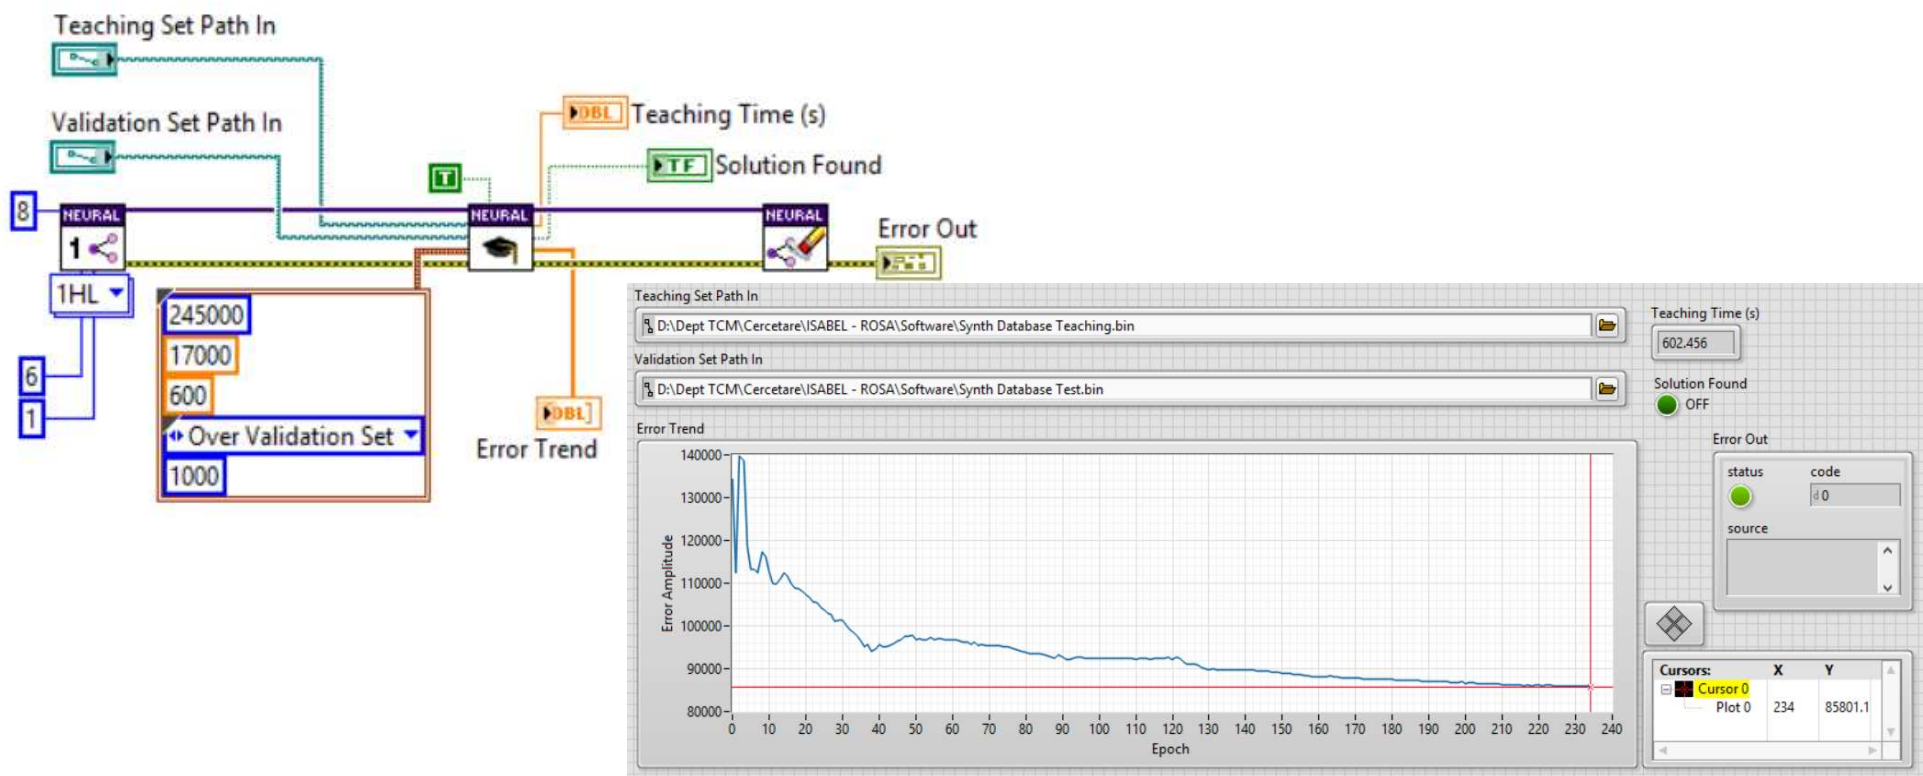 Teaching Set Path In
Validation Set Path In
DBL Teaching Time (s)
TF Solution Found
T
8
NEURAL
NEURAL
NEURAL
1
Error Out
1HL
245000
17000
600
Over Validation Set
1000
6
1
DBL
Error Trend
Teaching Set Path In
D:\Dept TCM\Cercetare\ISABEL - ROSA\Software\Synth Database Teaching.bin
Validation Set Path In
D:\Dept TCM\Cercetare\ISABEL - ROSA\Software\Synth Database Test.bin
Teaching Time (s)
602.456
Solution Found
OFF
Error Trend
140000
130000
120000
110000
100000
90000
80000
Error Amplitude
0 10 20 30 40 50 60 70 80 90 100 110 120 130 140 150 160 170 180 190 200 210 220 230 240
Epoch
Error Out
status code
d 0
source
Cursors: X Y
Cursor 0
Plot 0 234 85801.1